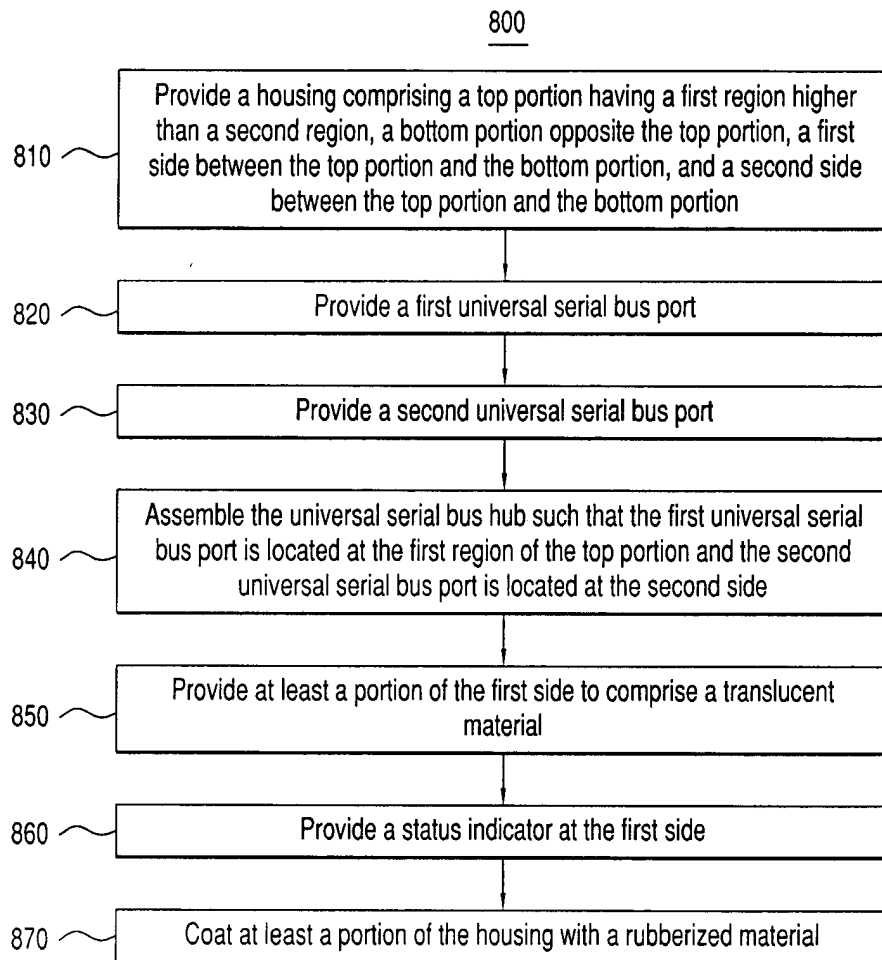 800
810
Provide a housing comprising a top portion having a first region higher
than a second region, a bottom portion opposite the top portion, a first
side between the top portion and the bottom portion, and a second side
between the top portion and the bottom portion
820
Provide a first universal serial bus port
830
Provide a second universal serial bus port
840
Assemble the universal serial bus hub such that the first universal serial
bus port is located at the first region of the top portion and the second
universal serial bus port is located at the second side
850
Provide at least a portion of the first side to comprise a translucent
material
860
Provide a status indicator at the first side
870
Coat at least a portion of the housing with a rubberized material